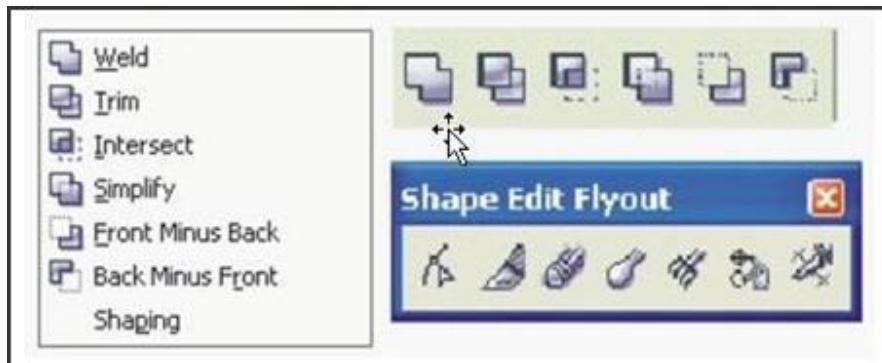 Weld
Trim
Intersect
Simplify
Front Minus Back
Back Minus Front
Shaping
Shape Edit Flyout